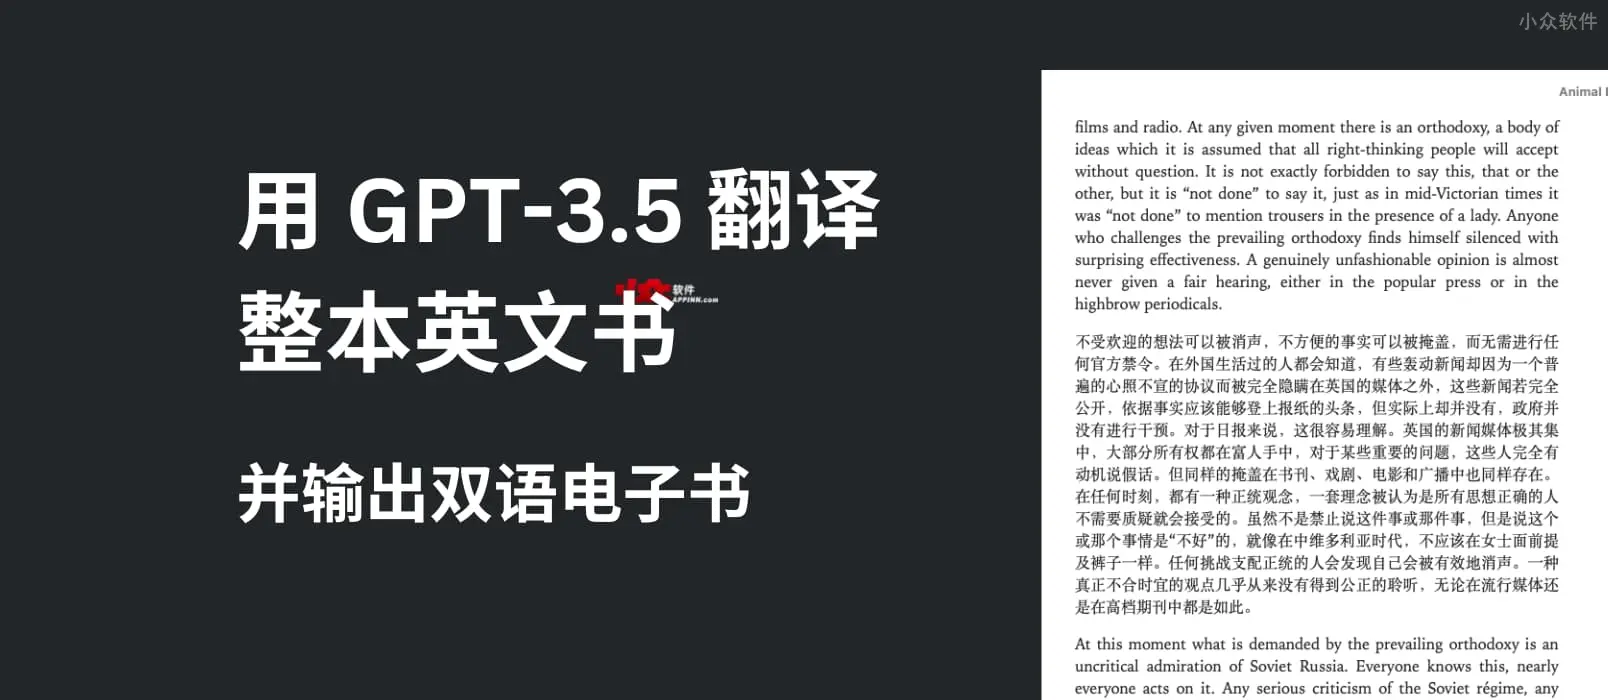 小众软件
用 GPT-3.5 翻译
整本英文书
小众
软件
APPINN.com
并输出双语电子书
Animal
films and radio. At any given moment there is an orthodoxy, a body of
ideas which it is assumed that all right-thinking people will accept
without question. It is not exactly forbidden to say this, that or the
other, but it is “not done” to say it, just as in mid-Victorian times it
was “not done” to mention trousers in the presence of a lady. Anyone
who challenges the prevailing orthodoxy finds himself silenced with
surprising effectiveness. A genuinely unfashionable opinion is almost
never given a fair hearing, either in the popular press or in the
highbrow periodicals.
不受欢迎的想法可以被消声，不方便的事实可以被掩盖，而无需进行任
何官方禁令。在外国生活过的人都会知道，有些轰动新闻却因为一个普
遍的心照不宣的协议而被完全隐瞒在英国的媒体之外，这些新闻若完全
公开，依据事实应该能够登上报纸的头条，但实际上却并没有，政府并
没有进行干预。对于日报来说，这很容易理解。英国的新闻媒体极其集
中，大部分所有权都在富人手中，对于某些重要的问题，这些人完全有
动机说假话。但同样的掩盖在书刊、戏剧、电影和广播中也同样存在。
在任何时刻，都有一种正统观念，一套理念被认为是所有思想正确的人
不需要质疑就会接受的。虽然不是禁止说这件事或那件事，但是说这个
或那个事情是“不好”的，就像在中维多利亚时代，不应该在女士面前提
及裤子一样。任何挑战支配正统的人会发现自己会被有效地消声。一种
真正不合时宜的观点几乎从来没有得到公正的聆听，无论在流行媒体还
是在高档期刊中都是如此。
At this moment what is demanded by the prevailing orthodoxy is an
uncritical admiration of Soviet Russia. Everyone knows this, nearly
everyone acts on it. Any serious criticism of the Soviet régime, any